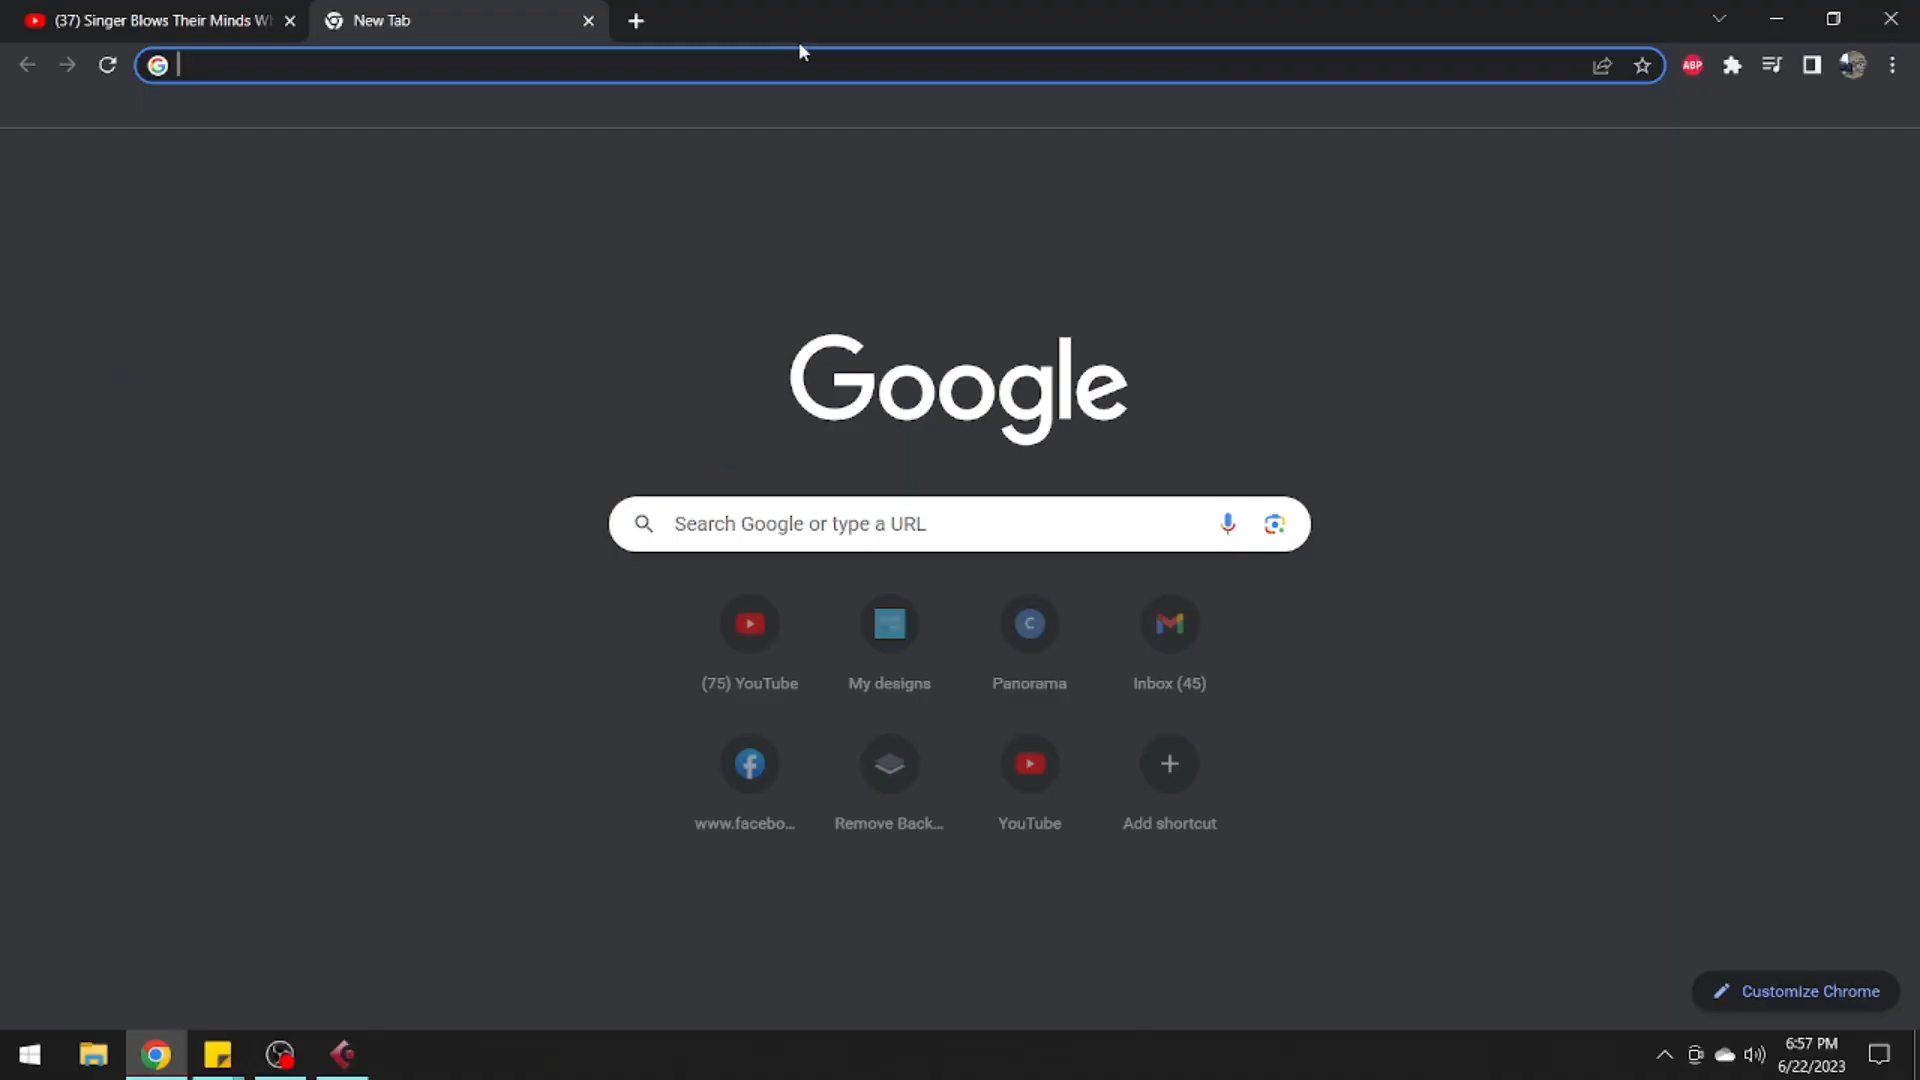 (37) Singer Blows Their Minds W
New Tab
ABP
Google
Search Google or type a URL
(75) YouTube
My designs
C
Panorama
Inbox (45)
www.facebo...
Remove Back...
YouTube
Add shortcut
Customize Chrome
6:57 PM
6/22/2023